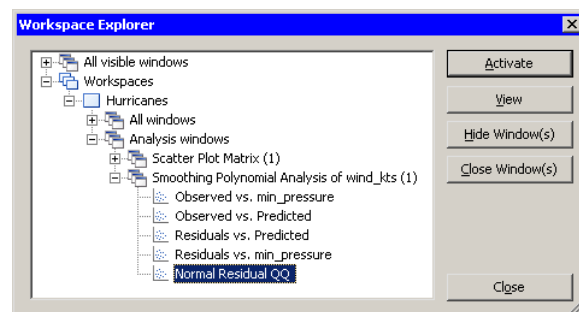 Workspace Explorer
All visible windows
Workspaces
Hurricanes
All windows
Analysis windows
Scatter Plot Matrix (1)
Smoothing Polynomial Analysis of wind_kts (1)
Observed vs. min_pressure
Observed vs. Predicted
Residuals vs. Predicted
Residuals vs. min_pressure
Normal Residual QQ
Activate
View
Hide Window(s)
Close Window(s)
Close